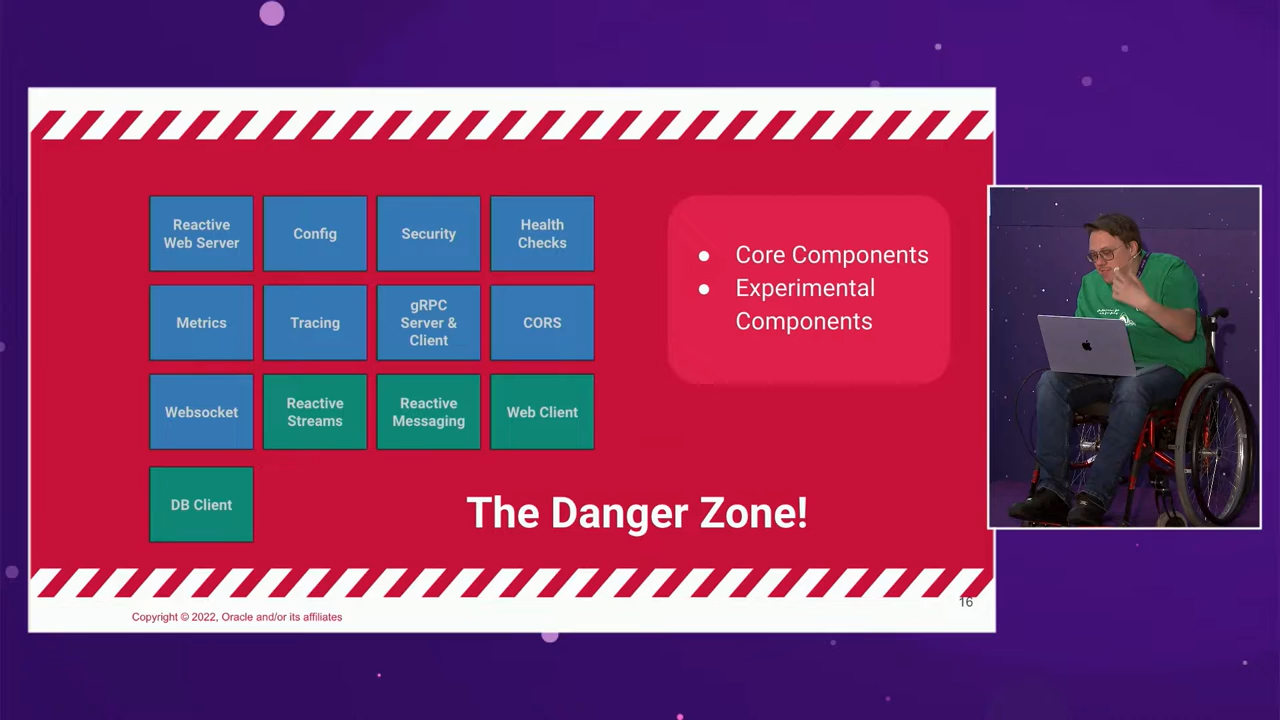 Reactive
Web Server
Config
Security
Health
Checks
Metrics
Tracing
gRPC
Server &
Client
CORS
Websocket
Reactive
Streams
Reactive
Messaging
Web Client
DB Client
● Core Components
● Experimental
Components
The Danger Zone!
Copyright © 2022, Oracle and/or its affiliates
16